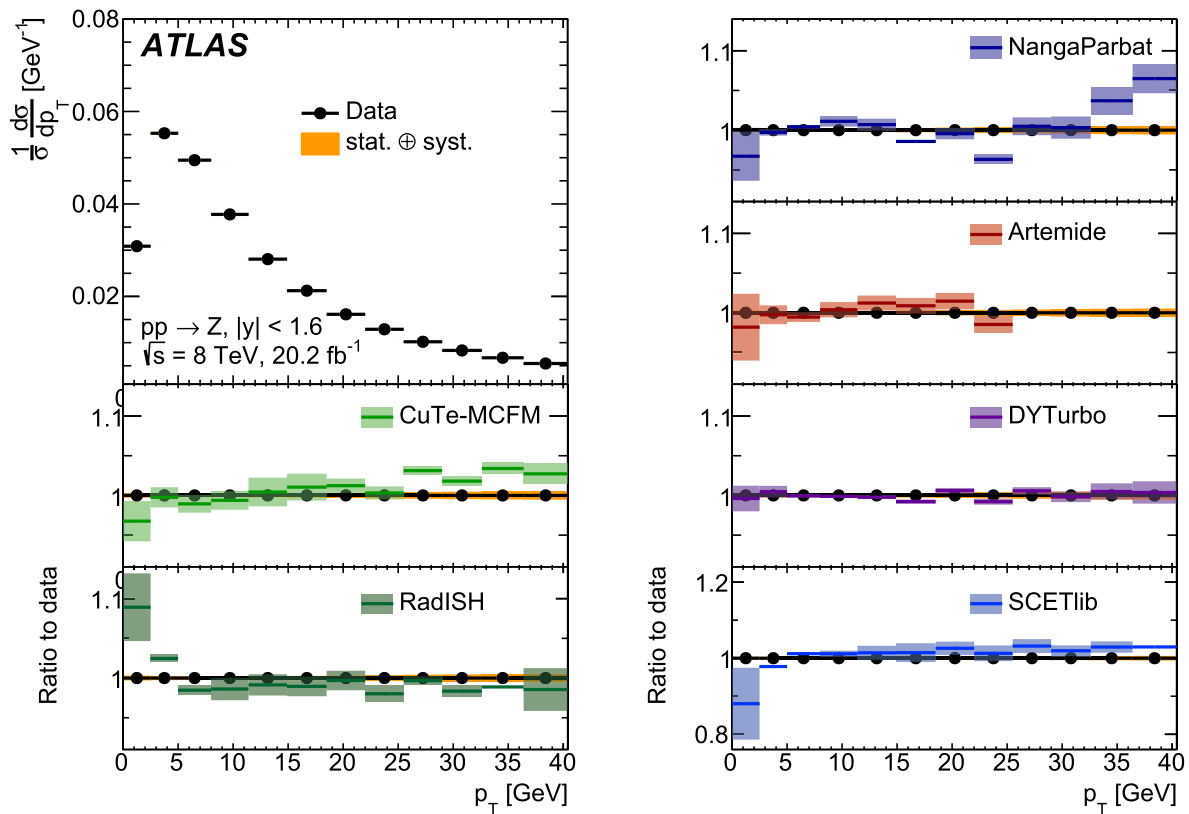 ATLAS
1/σ dσ/dp_T [GeV⁻¹]
0.08
0.06
0.04
0.02
0
Data
stat. ⊕ syst.
pp → Z, |y| < 1.6
√s = 8 TeV, 20.2 fb⁻¹
1.1
1
CuTe-MCFM
0
1.1
1
RadISH
Ratio to data
0 5 10 15 20 25 30 35 40
p_T [GeV]
1.1
1
NangaParbat
1.1
1
Artemide
1.1
1
DYTurbo
1.2
1
0.8
SCETlib
Ratio to data
0 5 10 15 20 25 30 35 40
p_T [GeV]